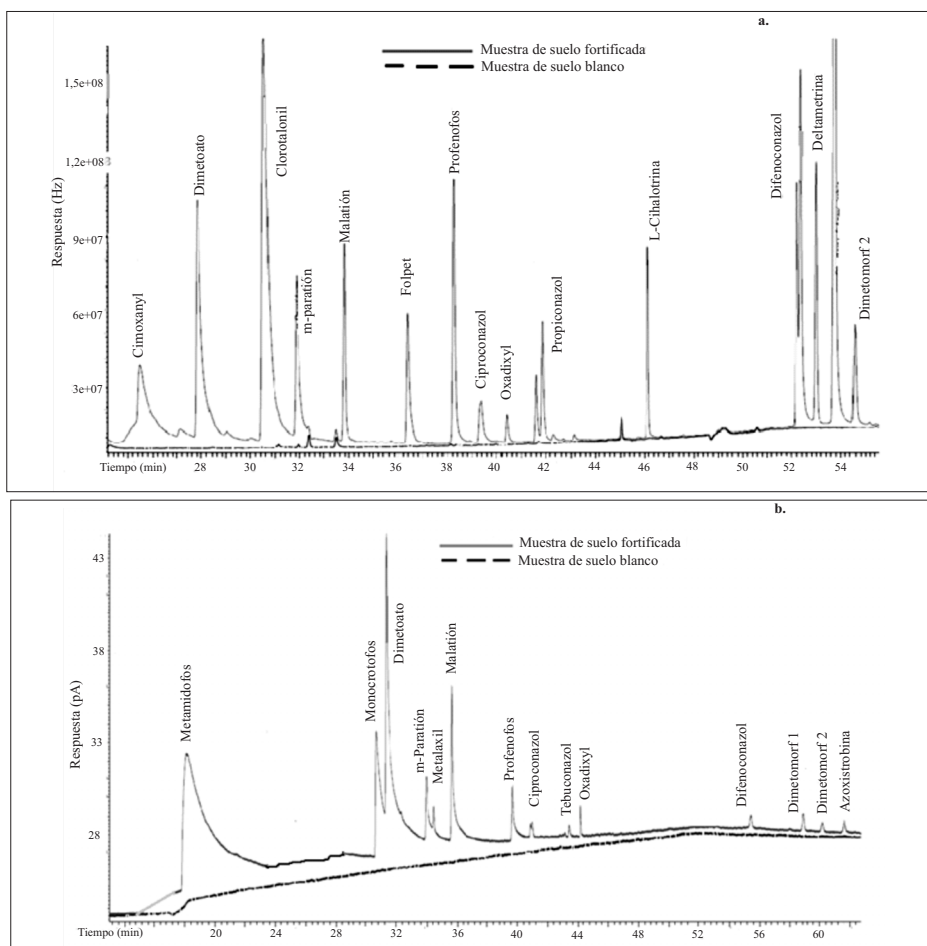 a.
Muestra de suelo fortificada
Muestra de suelo blanco
Respuesta (Hz)
1,5e+08
1,2e+08
9e+07
6e+07
3e+07
Cimoxanyl
Dimetoato
Clorotalonil
m-paratión
Malatión
Folpet
Profenofos
Ciproconazol
Oxadixyl
Propiconazol
L-Cihalotrina
Difenoconazol
Deltametrina
Dimetomorf 2
Tiempo (min)
28 30 32 34 36 38 40 42 44 46 48 50 52 54
b.
Muestra de suelo fortificada
Muestra de suelo blanco
Respuesta (pA)
43
38
33
28
Metamidofos
Monocrotofos
Dimetoato
m-Paratión
Metalaxil
Malatión
Profenofos
Ciproconazol
Tebuconazol
Oxadixyl
Difenoconazol
Dimetomorf 1
Dimetomorf 2
Azoxistrobina
Tiempo (min)
20 24 28 32 36 40 44 48 52 56 60